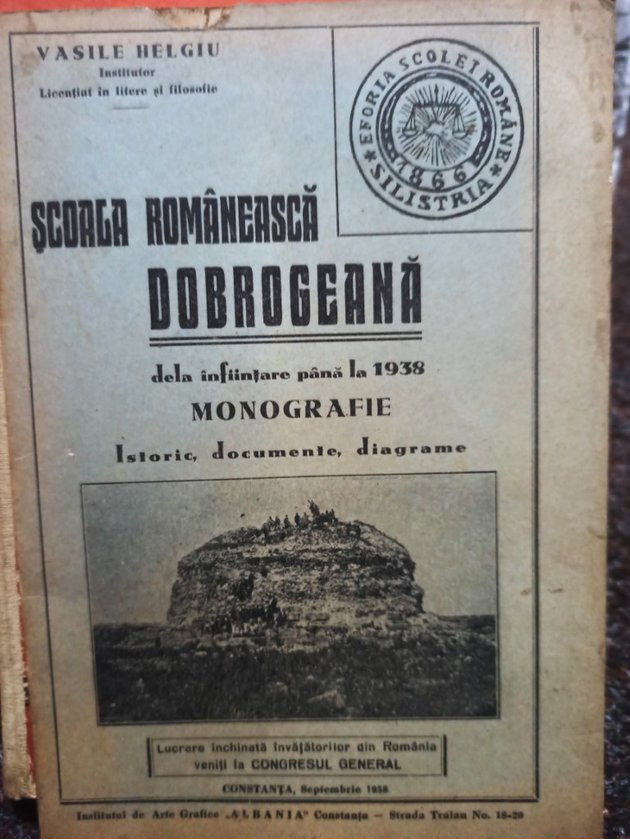 VASILE HELGIU
Institutor
Licențiat în litere și filosofie
EFORIA SCOLEI ROMÂNE
1866
SILISTRIA
ȘCOALA ROMÂNEASCĂ
DOBROGEANĂ
dela înființare până la 1938
MONOGRAFIE
Istoric, documente, diagrame
Lucrare închinată învățătorilor din România
veniți la CONGRESUL GENERAL
CONSTANȚA, Septembrie 1938
Institutul de Arte Grafice „ALBANIA" Constanța — Strada Traian No. 18-20